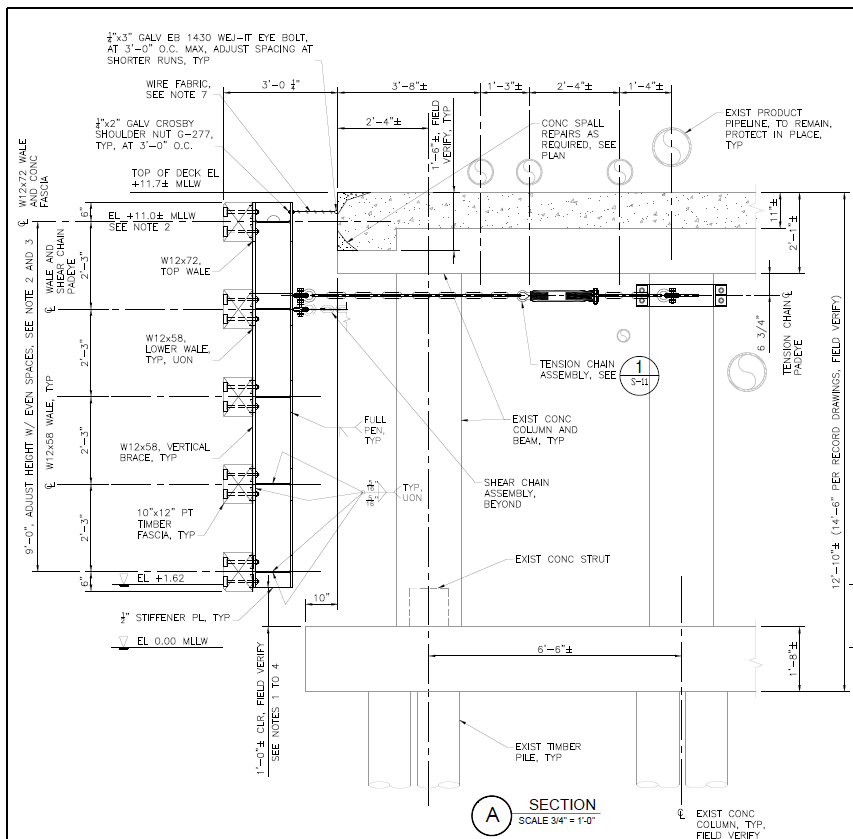 1/4"x3" GALV EB 1430 WEJ-IT EYE BOLT,
AT 3'-0" O.C. MAX, ADJUST SPACING AT
SHORTER RUNS, TYP
WIRE FABRIC,
SEE NOTE 7
3'-0 1/4"
3'-8"±
1'-3"±
2'-4"±
1'-4"±
1/4"x2" GALV CROSBY
SHOULDER NUT G-277,
TYP, AT 3'-0" O.C.
2'-4"±
1'-6"±, FIELD
VERIFY, TYP
CONC SPALL
REPAIRS AS
REQUIRED, SEE
PLAN
EXIST PRODUCT
PIPELINE, TO REMAIN,
PROTECT IN PLACE,
TYP
TOP OF DECK EL
+11.7± MLLW
℄ W12x72 WALE
AND CONC
FASCIA
6"
EL +11.0± MLLW
SEE NOTE 2
11"±
2'-1"±
W12x72,
TOP WALE
℄ WALE AND
SHEAR CHAIN
PADEYE
2'-3"
6 3/4"
TENSION CHAIN ℄
PADEYE
W12x58,
LOWER WALE,
TYP, UON
2'-3"
TENSION CHAIN
ASSEMBLY, SEE
1
S-11
9'-0", ADJUST HEIGHT W/ EVEN SPACES, SEE NOTE 2 AND 3
℄ W12x58 WALE, TYP
FULL
PEN,
TYP
EXIST CONC
COLUMN AND
BEAM, TYP
W12x58, VERTICAL
BRACE, TYP
2'-3"
5/16
5/16
TYP,
UON
SHEAR CHAIN
ASSEMBLY,
BEYOND
10"x12" PT
TIMBER
FASCIA, TYP
2'-3"
12'-10"± (14'-6" PER RECORD DRAWINGS, FIELD VERIFY)
EXIST CONC STRUT
EL +1.62
6"
10"
1/2" STIFFENER PL, TYP
EL 0.00 MLLW
6'-6"±
1'-8"±
1'-0"± CLR, FIELD VERIFY
SEE NOTES 1 TO 4
EXIST TIMBER
PILE, TYP
A
SECTION
SCALE 3/4" = 1'-0"
℄ EXIST CONC
COLUMN, TYP,
FIELD VERIFY